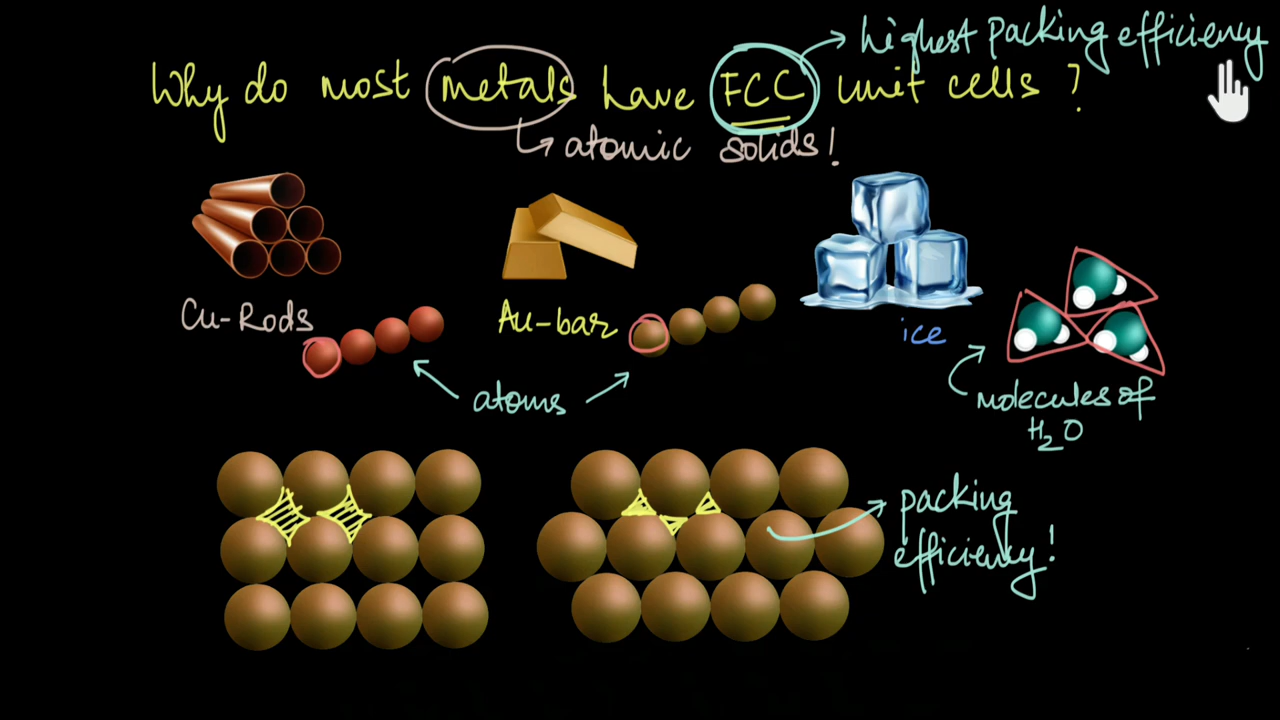 highest packing efficiency
Why do most metals have FCC unit cells ?
atomic solids!
Cu-Rods
Au-bar
ice
atoms
molecules of
H₂O
packing
efficiency!